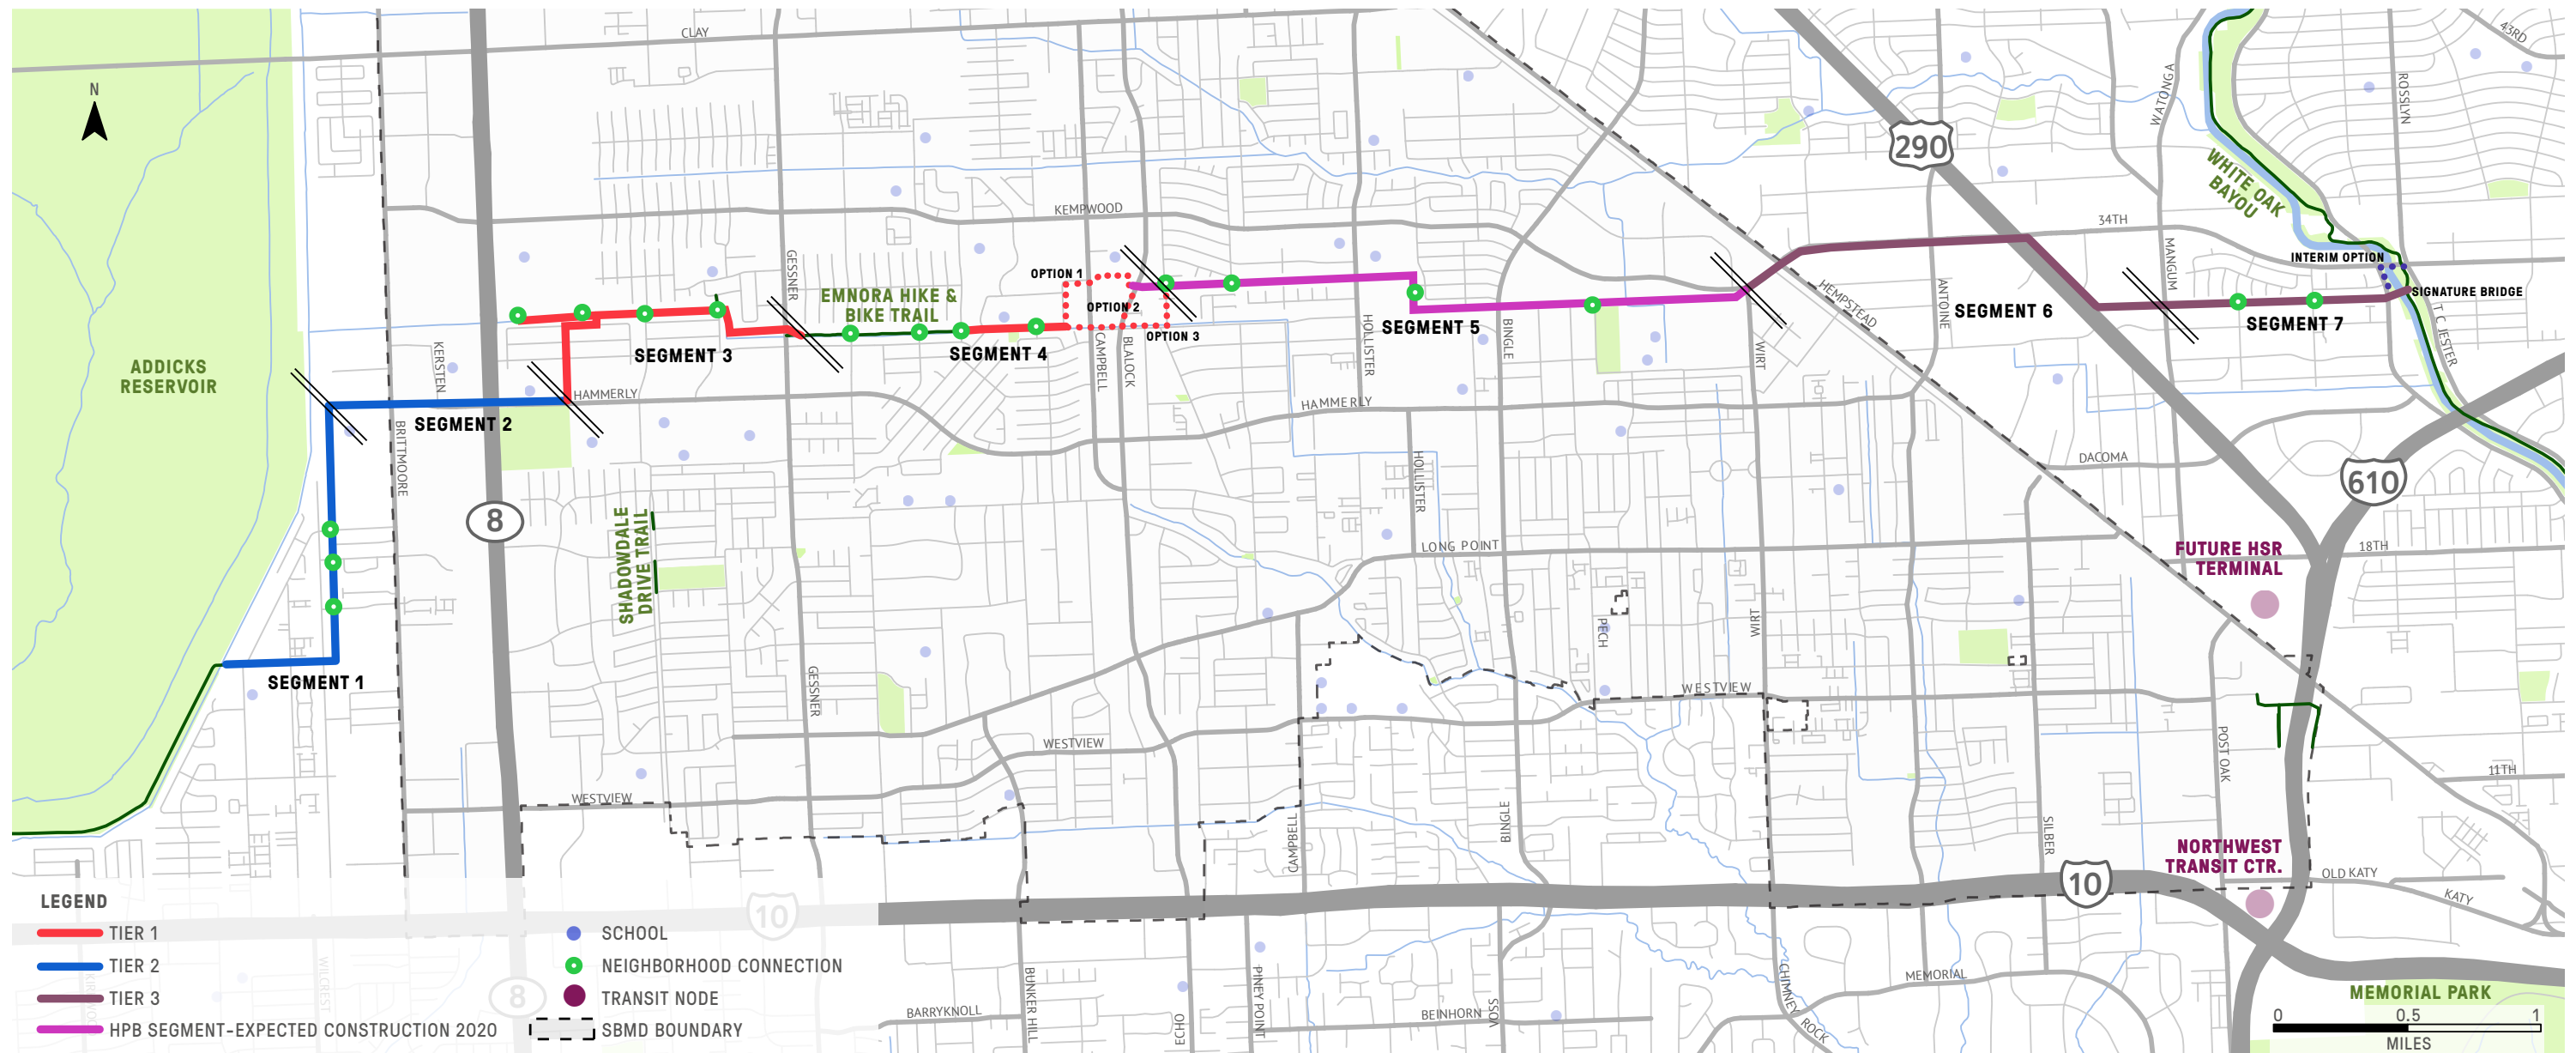 CLAY
43RD
N
WATONGA
ROSSLYN
290
WHITE OAK
BAYOU
KEMPWOOD
34TH
GESSNER
MANGUM
INTERIM OPTION
OPTION 1
EMNORA HIKE &
BIKE TRAIL
OPTION 2
HEMPSTEAD
ANTOINE
SIGNATURE BRIDGE
SEGMENT 6
SEGMENT 7
T C JESTER
SEGMENT 5
HOLLISTER
BINGLE
WIRT
OPTION 3
SEGMENT 3
SEGMENT 4
CAMPBELL
BLALOCK
KERSTEN
ADDICKS
RESERVOIR
HAMMERLY
HAMMERLY
SEGMENT 2
BRITTMOORE
HOLLISTER
DACOMA
610
8
SHADOWDALE
DRIVE TRAIL
LONG POINT
18TH
FUTURE HSR
TERMINAL
PECH
WIRT
SEGMENT 1
GESSNER
WESTVIEW
WESTVIEW
POST OAK
11TH
WESTVIEW
BINGLE
CAMPBELL
SILBER
NORTHWEST
TRANSIT CTR.
OLD KATY
KATY
10
LEGEND
10
TIER 1
SCHOOL
TIER 2
NEIGHBORHOOD CONNECTION
TIER 3
TRANSIT NODE
HPB SEGMENT-EXPECTED CONSTRUCTION 2020
SBMD BOUNDARY
8
WILCREST
BARRYKNOLL
BUNKER HILL
ECHO
PINEY POINT
BEINHORN
VOSS
CHIMNEY ROCK
MEMORIAL
MEMORIAL PARK
0 0.5 1
MILES